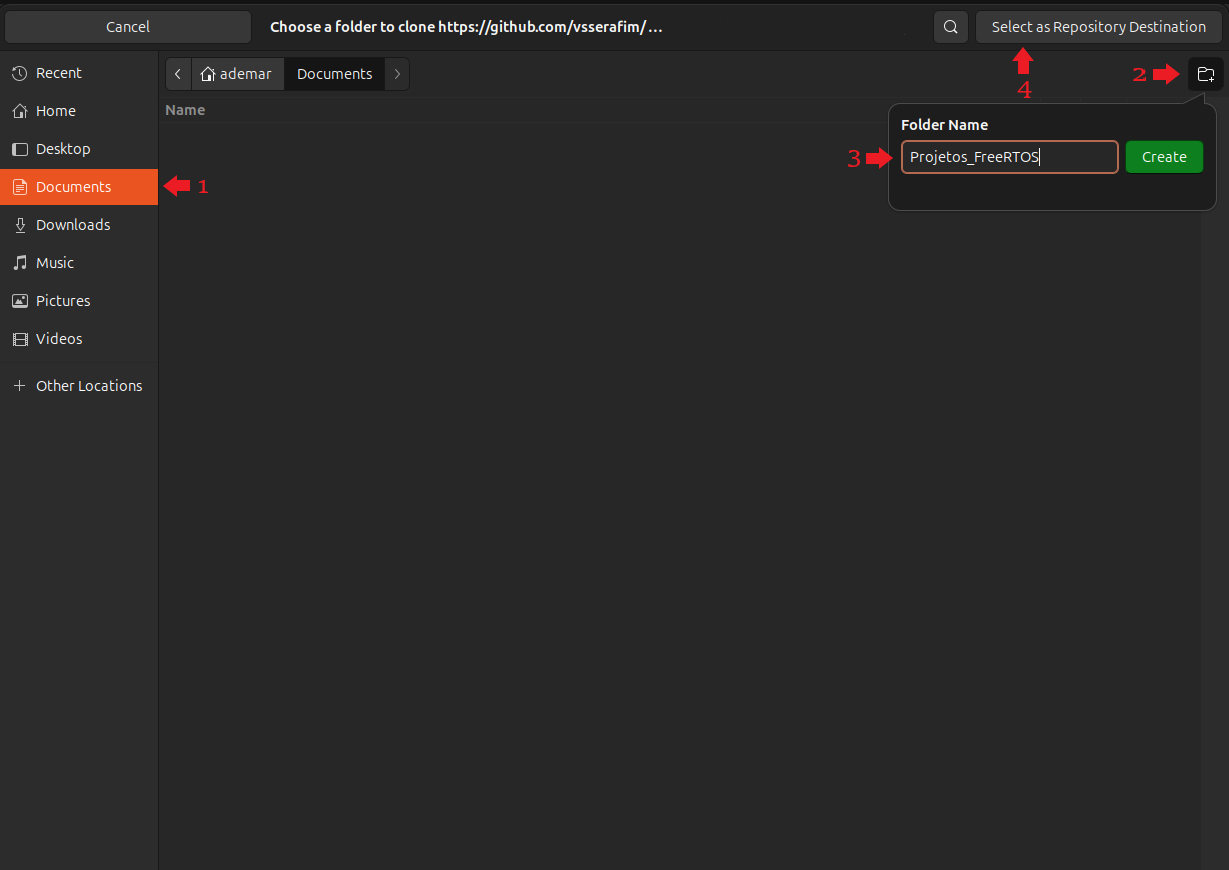 Cancel
Choose a folder to clone https://github.com/vsserafim/ ...
Select as Repository Destination
4
Recent
Home
Desktop
Documents
Downloads
Music
Pictures
Videos
Other Locations
1
ademar
Documents
2
Name
Folder Name
3
Projetos_FreeRTOS
Create